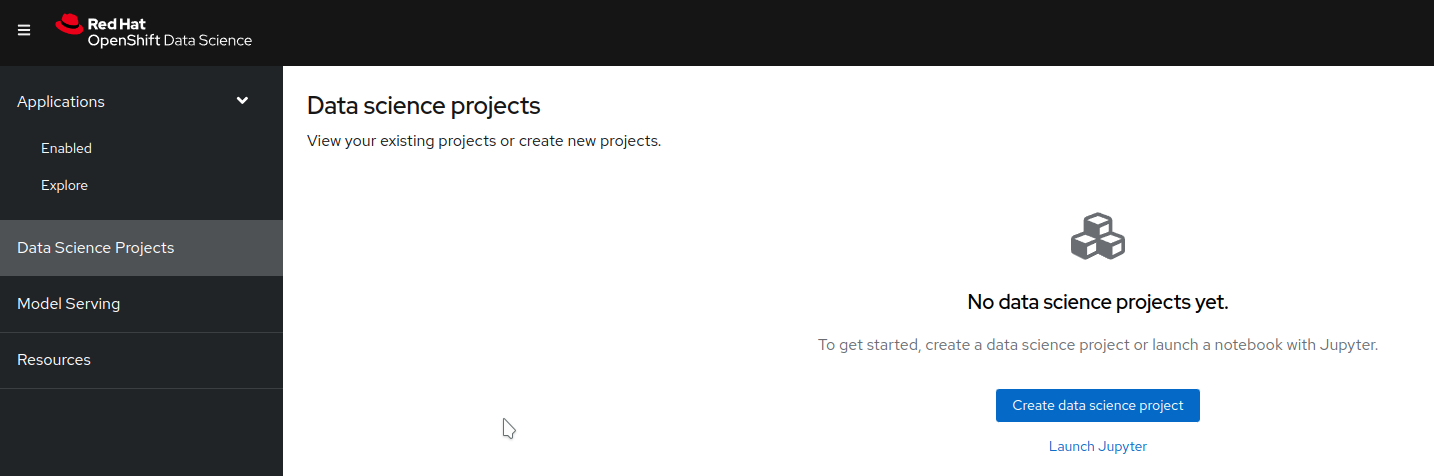 Red Hat
OpenShift Data Science
Applications
Enabled
Explore
Data Science Projects
Model Serving
Resources
Data science projects
View your existing projects or create new projects.
No data science projects yet.
To get started, create a data science project or launch a notebook with Jupyter.
Create data science project
Launch Jupyter